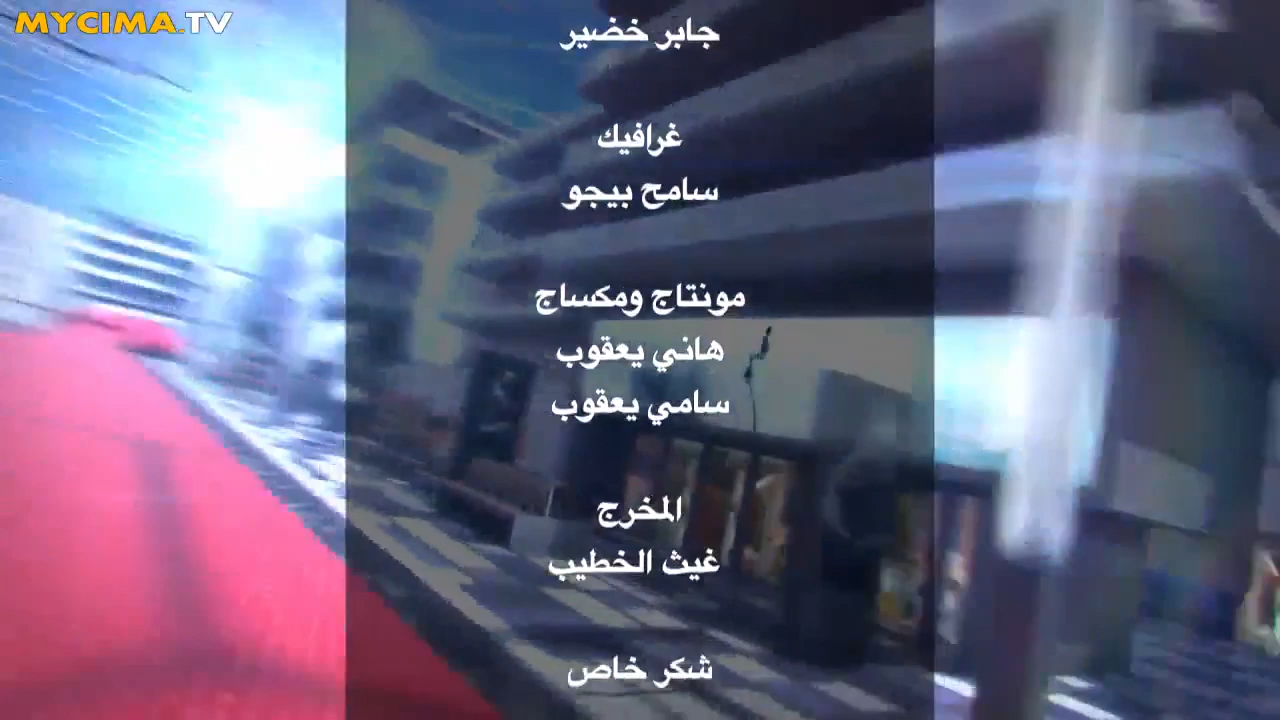 MYCIMA.TV
جابر خضير
غرافيك
سامح بيجو
مونتاج ومكساج
هاني يعقوب
سامي يعقوب
المخرج
غيث الخطيب
شكر خاص